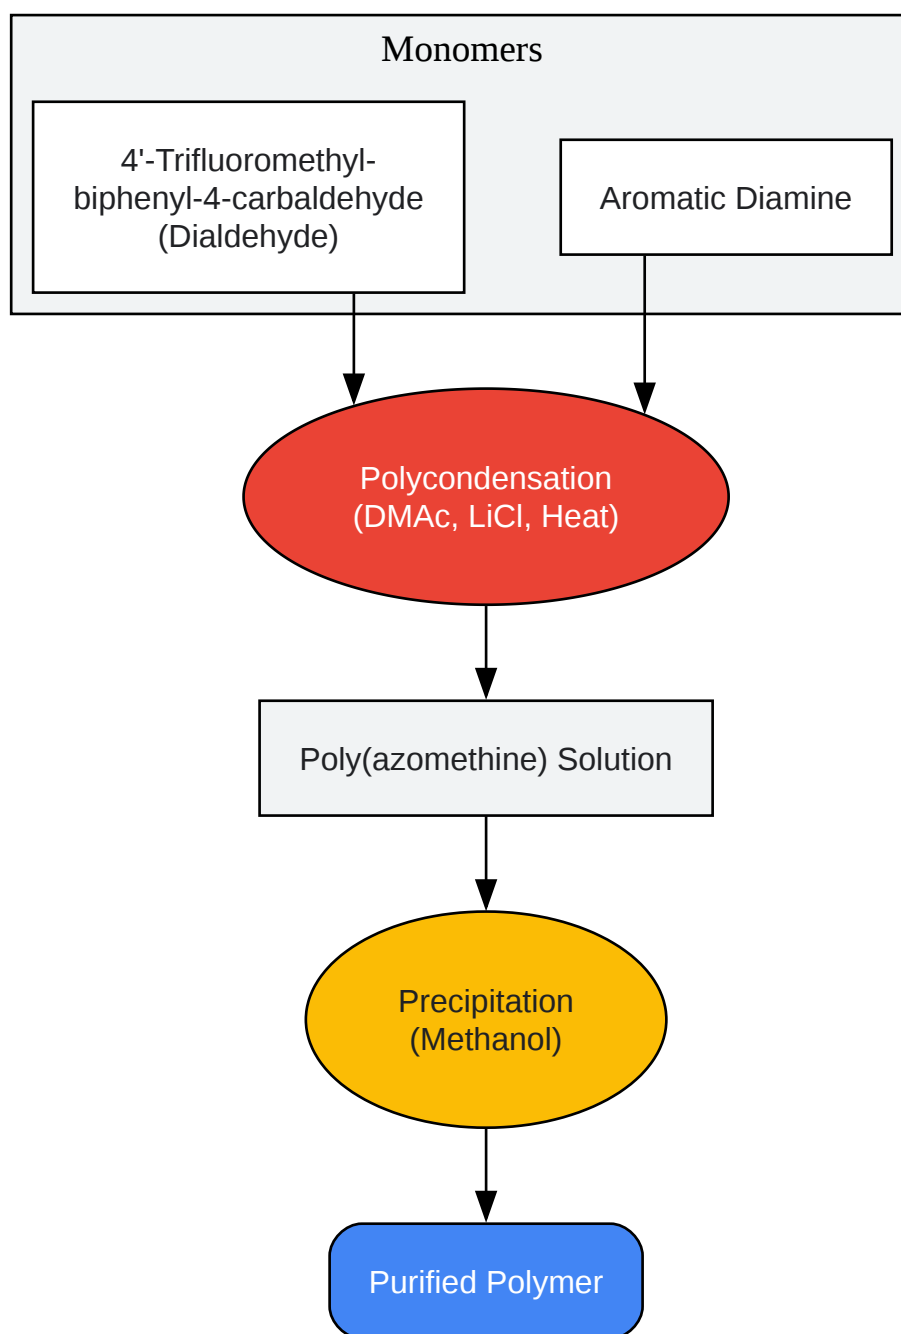 Monomers
4'-Trifluoromethyl-
biphenyl-4-carbaldehyde
(Dialdehyde)
Aromatic Diamine
Polycondensation
(DMAc, LiCl, Heat)
Poly(azomethine) Solution
Precipitation
(Methanol)
Purified Polymer